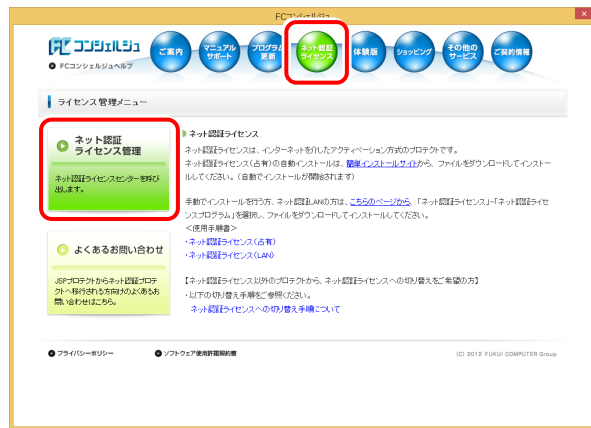 FCコンシェルジュ
×
FCコンシェルジュ
FCコンシェルジュヘルプ
ご案内
マニュアル
サポート
プログラム
更新
ネット認証
ライセンス
体験版
ショッピング
その他の
サービス
ご契約情報
ライセンス管理メニュー
ネット認証
ライセンス管理
ネット認証ライセンスセンターを呼び
出します。
よくあるお問い合わせ
JSPプロテクトからネット認証プロテ
クトへ移行される方向けのよくあるお
問い合わせはこちら。
ネット認証ライセンス
ネット認証ライセンスは、インターネットを介したアクティベーション方式のプロテクトです。
ネット認証ライセンス(占有)の自動インストールは、簡単インストールサイトから、ファイルをダウンロードしてインストー
ルしてください。(自動でインストールが開始されます)
手動でインストールを行う方、ネット認証LANの方は、こちらのページから、「ネット認証ライセンス」-「ネット認証ライセ
ンスプログラム」を選択し、ファイルをダウンロードしてインストールしてください。
<使用手順書>
・ネット認証ライセンス(占有)
・ネット認証ライセンス(LAN)
【ネット認証ライセンス以外のプロテクトから、ネット認証ライセンスへの切り替えをご希望の方】
・以下の切り替え手順をご参照ください。
ネット認証ライセンスへの切り替え手順について
プライバシーポリシー
ソフトウェア使用許諾契約書
(C) 2012 FUKUI COMPUTER Group